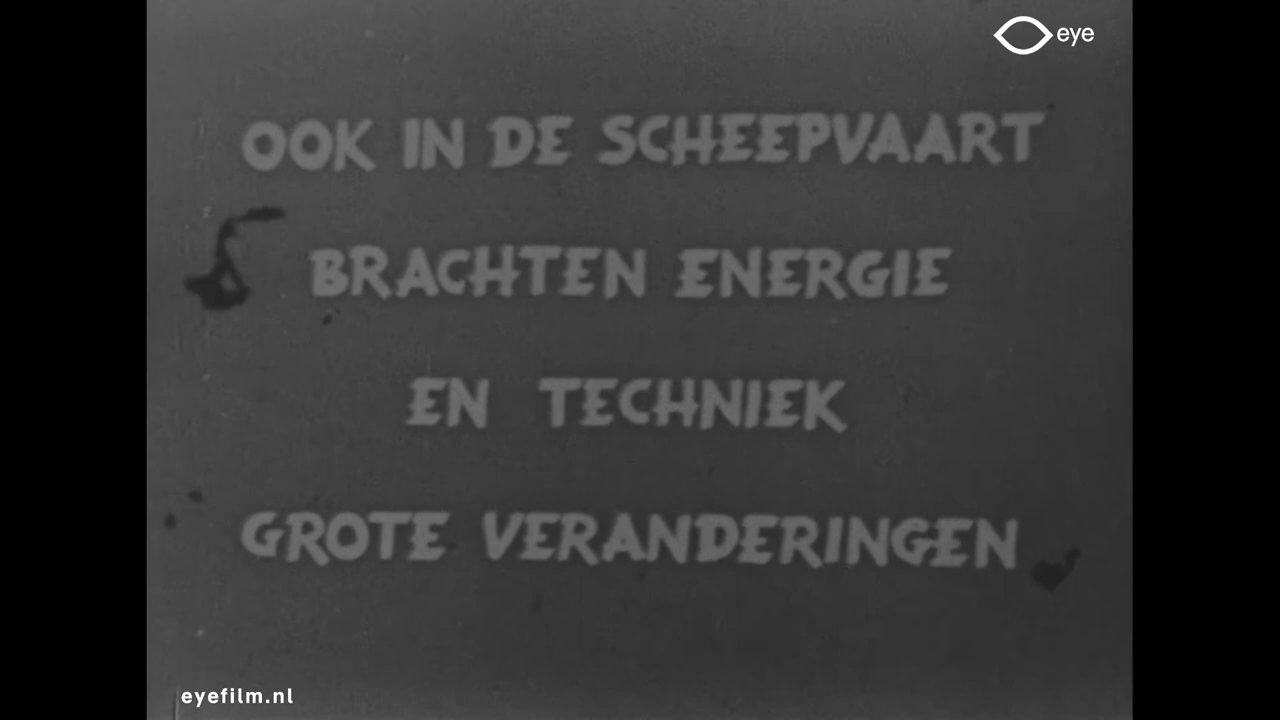 eye
OOK IN DE SCHEEPVAART
BRACHTEN ENERGIE
EN TECHNIEK
GROTE VERANDERINGEN
eyefilm.nl